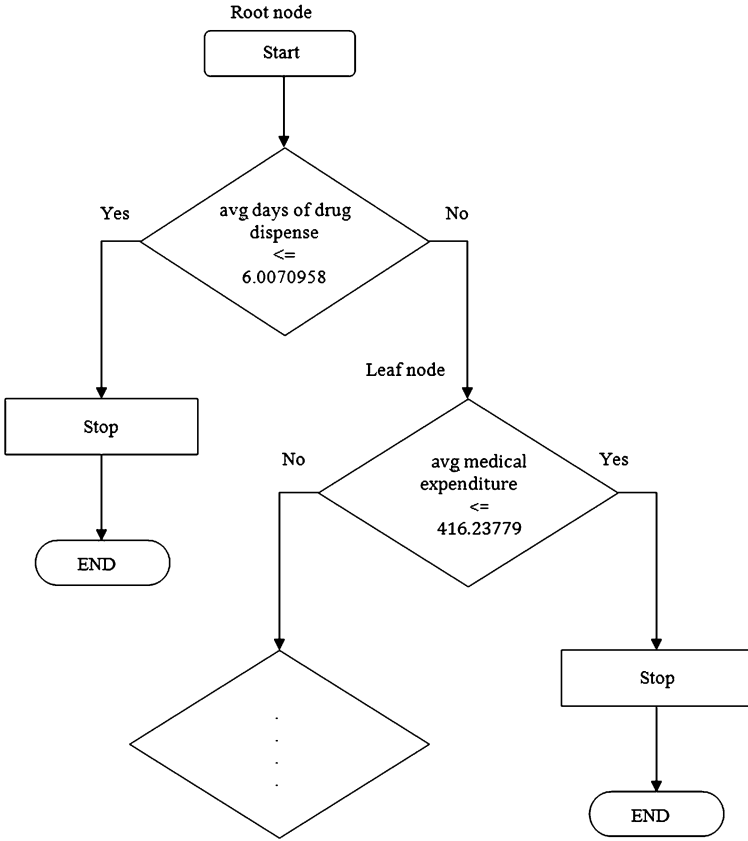 Root node
Start
Yes
No
avg days of drug
dispense
<=
6.0070958
Leaf node
Stop
No
Yes
avg medical
expenditure
<=
416.23779
END
Stop
.
.
.
.
END